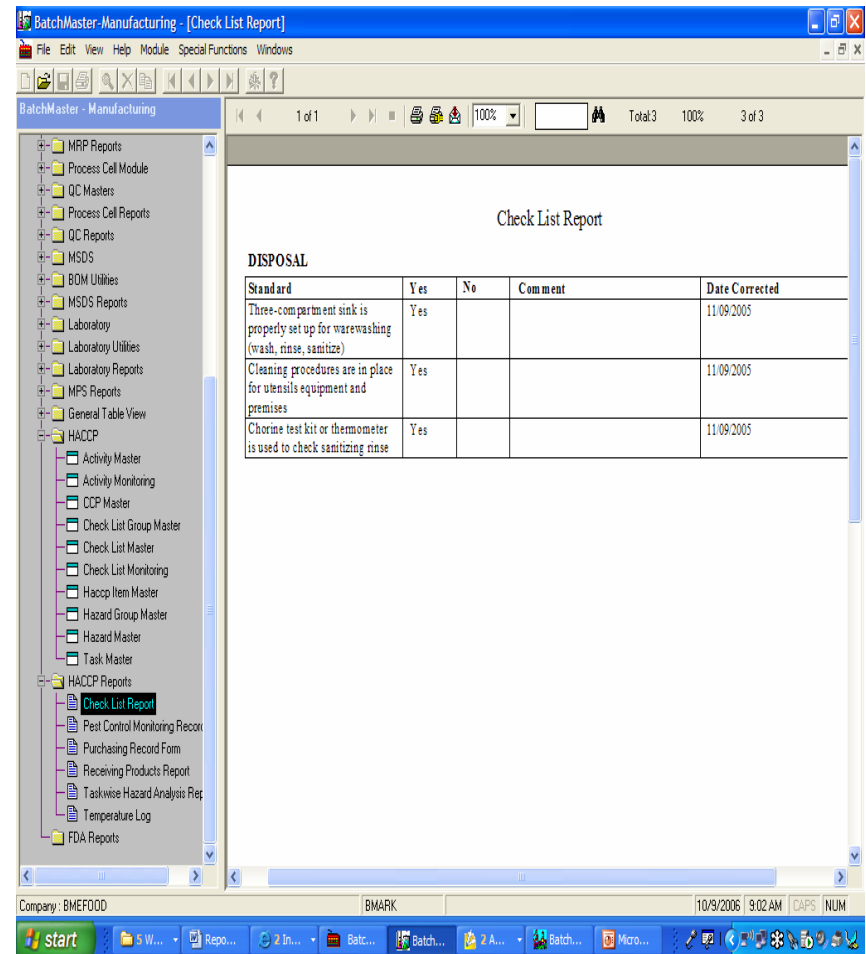 BatchMaster-Manufacturing - [Check List Report]
File Edit View Help Module Special Functions Windows
BatchMaster - Manufacturing
1 of 1 100% Total:3 100% 3 of 3
MRP Reports
Process Cell Module
QC Masters
Process Cell Reports
QC Reports
MSDS
BOM Utilities
MSDS Reports
Laboratory
Laboratory Utilities
Laboratory Reports
MPS Reports
General Table View
HACCP
Activity Master
Activity Monitoring
CCP Master
Check List Group Master
Check List Master
Check List Monitoring
Haccp Item Master
Hazard Group Master
Hazard Master
Task Master
HACCP Reports
Check List Report
Pest Control Monitoring Recor
Purchasing Record Form
Receiving Products Report
Taskwise Hazard Analysis Rep
Temperature Log
FDA Reports
Check List Report
DISPOSAL
Standard Yes No Comment Date Corrected
Three-compartment sink is Yes 11/09/2005
properly set up for warewashing
(wash, rinse, sanitize)
Cleaning procedures are in place Yes 11/09/2005
for utensils equipment and
premises
Chorine test kit or thermometer Yes 11/09/2005
is used to check sanitizing rinse
Company : BMEFOOD BMARK 10/9/2006 9:02 AM CAPS NUM
start 5 W... Repo... 2 In... Batc... Batch... 2 A... Batch... Micro...